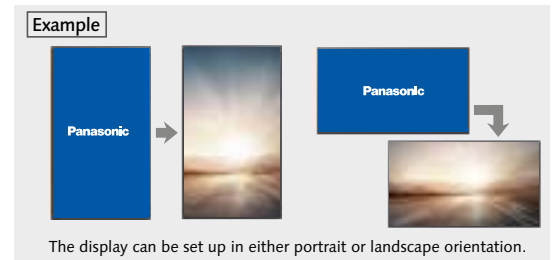 Example
Panasonic
Panasonic
The display can be set up in either portrait or landscape orientation.